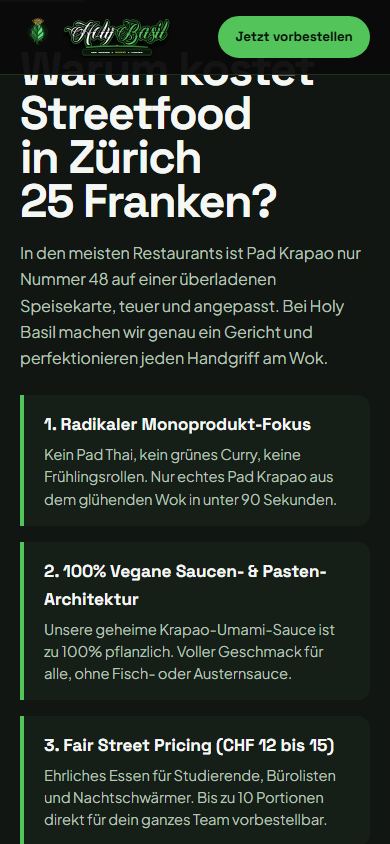 Holy Basil
Jetzt vorbestellen
Warum kostet
Streetfood
in Zürich
25 Franken?
In den meisten Restaurants ist Pad Krapao nur
Nummer 48 auf einer überladenen
Speisekarte, teuer und angepasst. Bei Holy
Basil machen wir genau ein Gericht und
perfektionieren jeden Handgriff am Wok.
1. Radikaler Monoprodukt-Fokus
Kein Pad Thai, kein grünes Curry, keine
Frühlingsrollen. Nur echtes Pad Krapao aus
dem glühenden Wok in unter 90 Sekunden.
2. 100% Vegane Saucen- & Pasten-
Architektur
Unsere geheime Krapao-Umami-Sauce ist
zu 100% pflanzlich. Voller Geschmack für
alle, ohne Fisch- oder Austernsauce.
3. Fair Street Pricing (CHF 12 bis 15)
Ehrliches Essen für Studierende, Bürolisten
und Nachtschwärmer. Bis zu 10 Portionen
direkt für dein ganzes Team vorbestellbar.